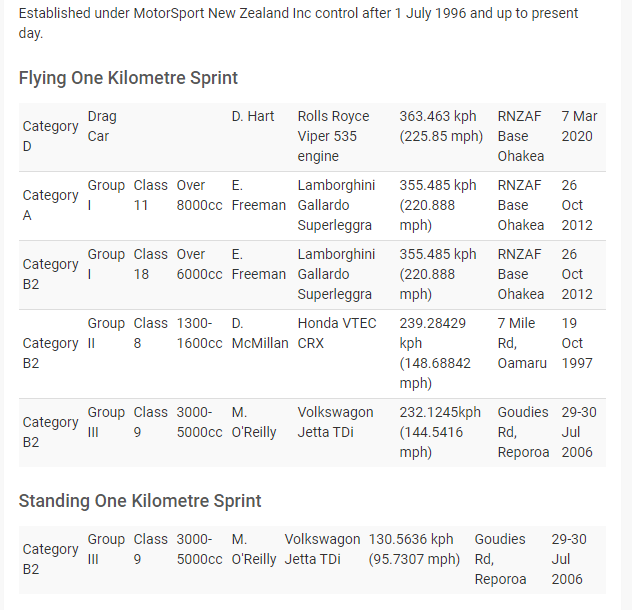 Established under MotorSport New Zealand Inc control after 1 July 1996 and up to present
day.
Flying One Kilometre Sprint
Category D Drag Car D. Hart Rolls Royce Viper 535 engine 363.463 kph (225.85 mph) RNZAF Base Ohakea 7 Mar 2020
Category A Group I Class 11 Over 8000cc E. Freeman Lamborghini Gallardo Superleggra 355.485 kph (220.888 mph) RNZAF Base Ohakea 26 Oct 2012
Category B2 Group I Class 18 Over 6000cc E. Freeman Lamborghini Gallardo Superleggra 355.485 kph (220.888 mph) RNZAF Base Ohakea 26 Oct 2012
Category B2 Group II Class 8 1300-1600cc D. McMillan Honda VTEC CRX 239.28429 kph (148.68842 mph) 7 Mile Rd, Oamaru 19 Oct 1997
Category B2 Group III Class 9 3000-5000cc M. O'Reilly Volkswagon Jetta TDi 232.1245kph (144.5416 mph) Goudies Rd, Reporoa 29-30 Jul 2006
Standing One Kilometre Sprint
Category B2 Group III Class 9 3000-5000cc M. O'Reilly Volkswagon Jetta TDi 130.5636 kph (95.7307 mph) Goudies Rd, Reporoa 29-30 Jul 2006